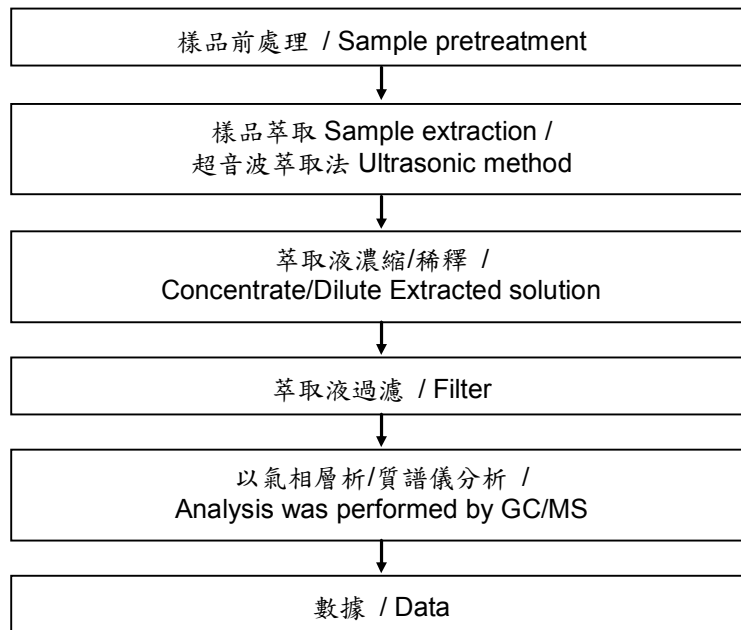 樣品前處理 / Sample pretreatment
樣品萃取 Sample extraction /
超音波萃取法 Ultrasonic method
萃取液濃縮/稀釋 /
Concentrate/Dilute Extracted solution
萃取液過濾 / Filter
以氣相層析/質譜儀分析 /
Analysis was performed by GC/MS
數據 / Data